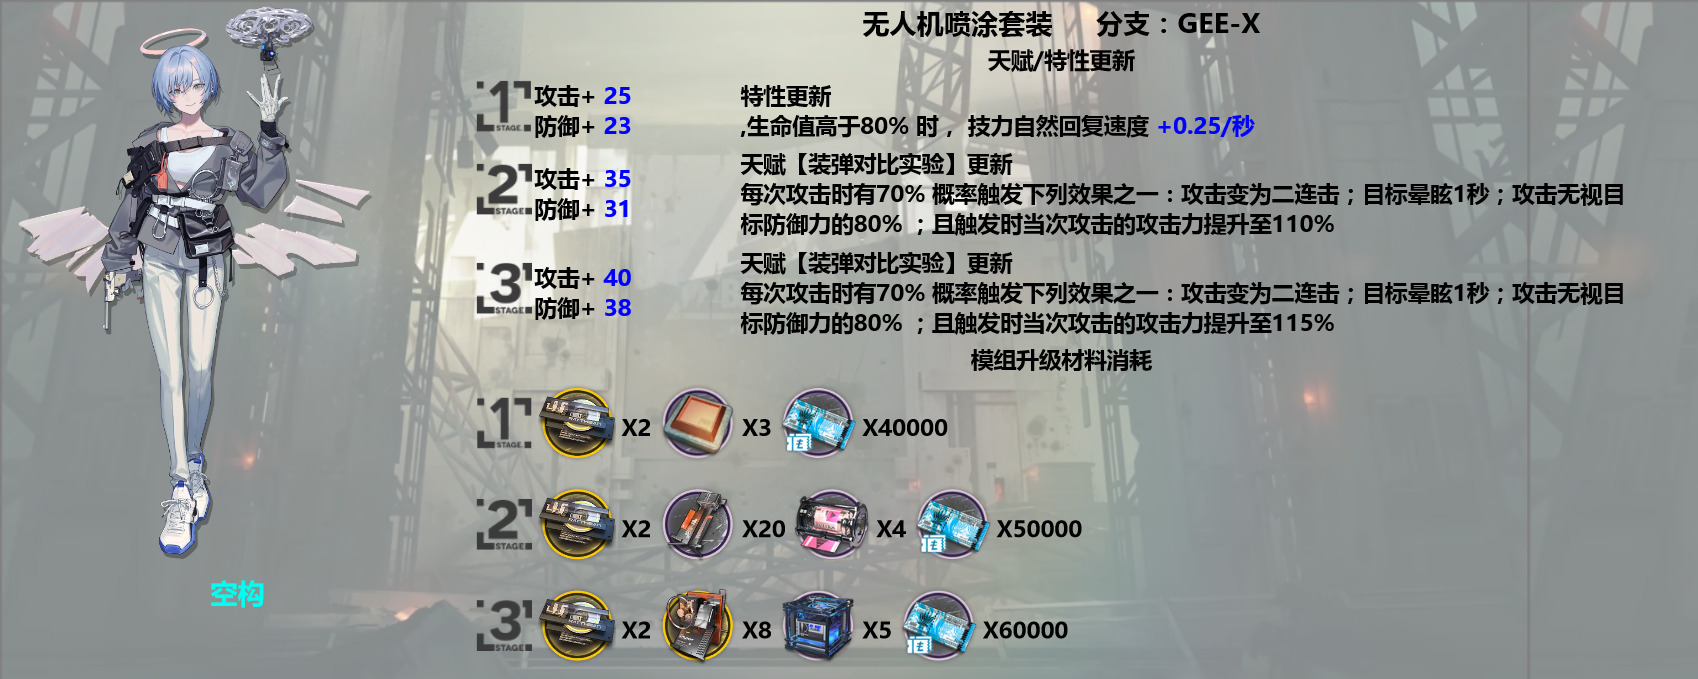 无人机喷涂套装 分支：GEE-X
天赋/特性更新
1 STAGE.
攻击+ 25
防御+ 23
特性更新
,生命值高于80% 时， 技力自然回复速度 +0.25/秒
2 STAGE.
攻击+ 35
防御+ 31
天赋【装弹对比实验】更新
每次攻击时有70% 概率触发下列效果之一：攻击变为二连击；目标晕眩1秒；攻击无视目
标防御力的80% ；且触发时当次攻击的攻击力提升至110%
3 STAGE.
攻击+ 40
防御+ 38
天赋【装弹对比实验】更新
每次攻击时有70% 概率触发下列效果之一：攻击变为二连击；目标晕眩1秒；攻击无视目
标防御力的80% ；且触发时当次攻击的攻击力提升至115%
模组升级材料消耗
1 STAGE. X2 X3 X40000
2 STAGE. X2 X20 X4 X50000
空构
3 STAGE. X2 X8 X5 X60000